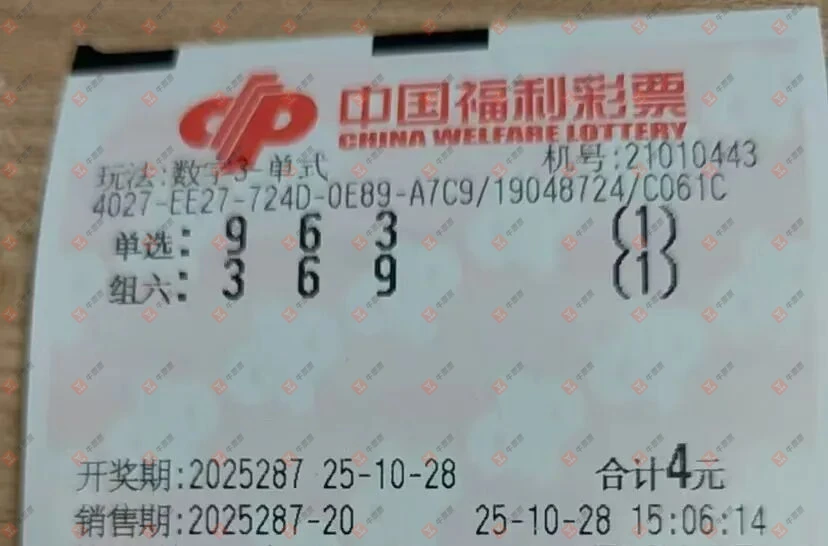 中国福利彩票
CHINA WELFARE LOTTERY
玩法:数字3-单式 机号:21010443
4027-EE27-724D-0E89-A7C9/19048724/C061C
单选: 9 6 3 {1}
组六: 3 6 9 {1}
开奖期:2025287 25-10-28 合计4元
销售期:2025287-20 25-10-28 15:06:14